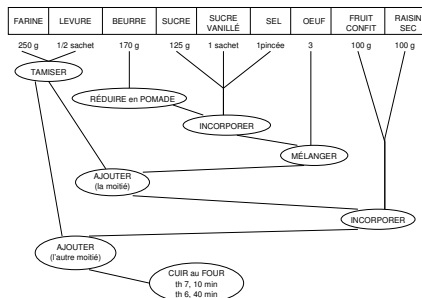 FARINE LEVURE BEURRE SUCRE SUCRE VANILLÉ SEL OEUF FRUIT CONFIT RAISIN SEC
250 g 1/2 sachet 170 g 125 g 1 sachet 1pincée 3 100 g 100 g
TAMISER
RÉDUIRE en POMADE
INCORPORER
MÉLANGER
AJOUTER
(la moitié)
INCORPORER
AJOUTER
(l'autre moitié)
CUIR au FOUR
th 7, 10 min
th 6, 40 min